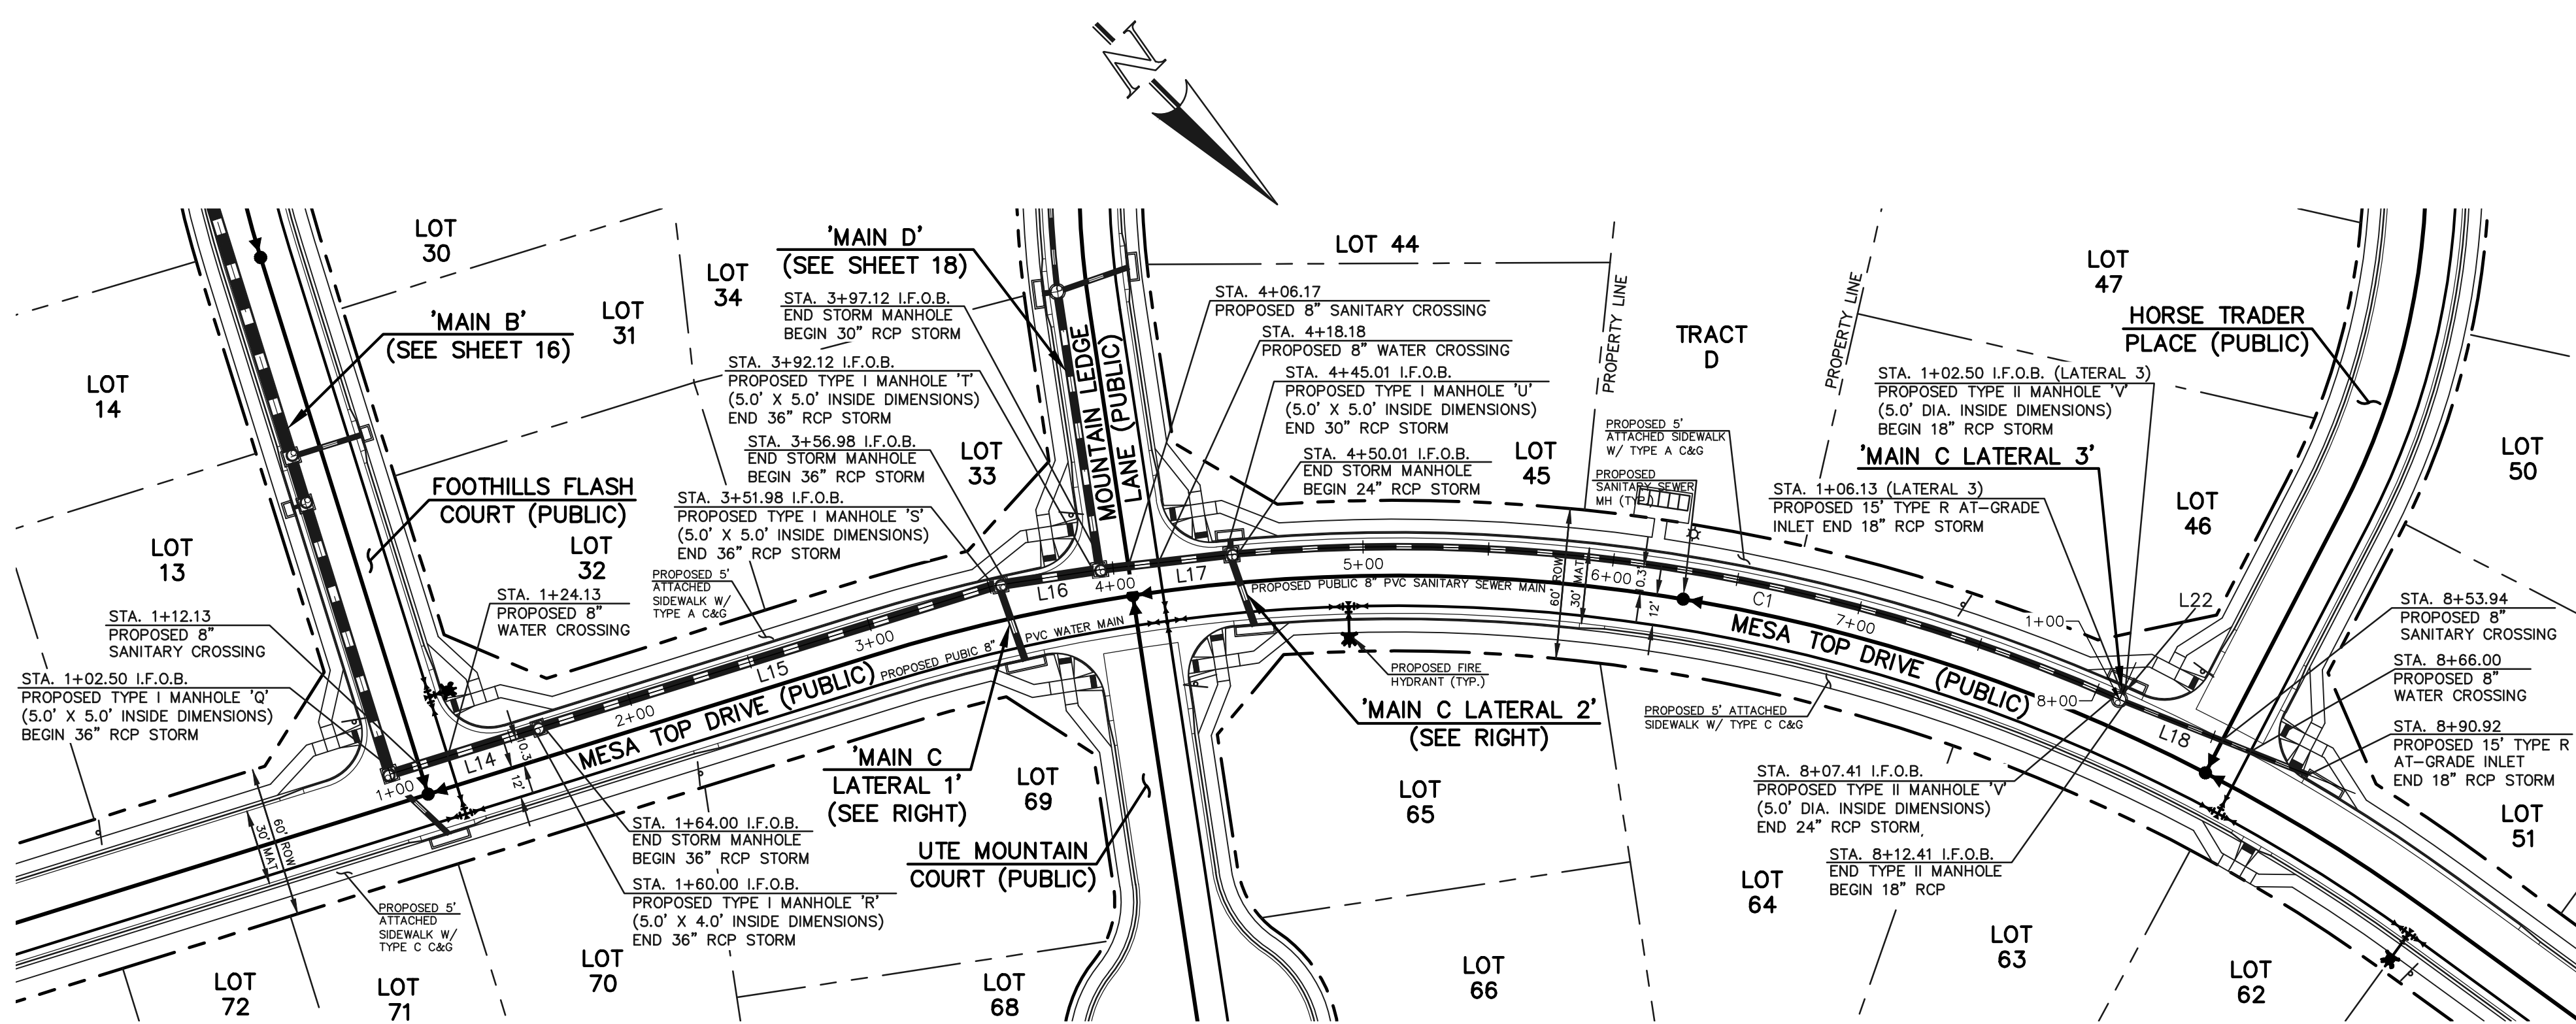 N
LOT
30
LOT
31
LOT
34
'MAIN D'
(SEE SHEET 18)
STA. 3+97.12 I.F.O.B.
END STORM MANHOLE
BEGIN 30" RCP STORM
STA. 3+92.12 I.F.O.B.
PROPOSED TYPE I MANHOLE 'T'
(5.0' X 5.0' INSIDE DIMENSIONS)
END 36" RCP STORM
STA. 3+56.98 I.F.O.B.
END STORM MANHOLE
BEGIN 36" RCP STORM
STA. 3+51.98 I.F.O.B.
PROPOSED TYPE I MANHOLE 'S'
(5.0' X 5.0' INSIDE DIMENSIONS)
END 36" RCP STORM
LOT
33
'MAIN B'
(SEE SHEET 16)
LOT
14
LOT
13
FOOTHILLS FLASH
COURT (PUBLIC)
LOT
32
STA. 1+24.13
PROPOSED 8"
WATER CROSSING
STA. 1+12.13
PROPOSED 8"
SANITARY CROSSING
STA. 1+02.50 I.F.O.B.
PROPOSED TYPE I MANHOLE 'Q'
(5.0' X 5.0' INSIDE DIMENSIONS)
BEGIN 36" RCP STORM
PROPOSED 5'
ATTACHED
SIDEWALK W/
TYPE A C&G
MOUNTAIN LEDGE
LANE (PUBLIC)
LOT 44
STA. 4+06.17
PROPOSED 8" SANITARY CROSSING
STA. 4+18.18
PROPOSED 8" WATER CROSSING
STA. 4+45.01 I.F.O.B.
PROPOSED TYPE I MANHOLE 'U'
(5.0' X 5.0' INSIDE DIMENSIONS)
END 30" RCP STORM
STA. 4+50.01 I.F.O.B.
END STORM MANHOLE
BEGIN 24" RCP STORM
LOT
45
PROPERTY LINE
TRACT
D
PROPERTY LINE
PROPOSED 5'
ATTACHED SIDEWALK
W/ TYPE A C&G
PROPOSED
SANITARY SEWER
MH (TYP.)
LOT
47
HORSE TRADER
PLACE (PUBLIC)
STA. 1+02.50 I.F.O.B. (LATERAL 3)
PROPOSED TYPE II MANHOLE 'V'
(5.0' DIA. INSIDE DIMENSIONS)
BEGIN 18" RCP STORM
'MAIN C LATERAL 3'
STA. 1+06.13 (LATERAL 3)
PROPOSED 15' TYPE R AT-GRADE
INLET END 18" RCP STORM
LOT
46
LOT
50
L22
1+00
STA. 8+53.94
PROPOSED 8"
SANITARY CROSSING
STA. 8+66.00
PROPOSED 8"
WATER CROSSING
STA. 8+90.92
PROPOSED 15' TYPE R
AT-GRADE INLET
END 18" RCP STORM
LOT
51
1+00
L14
10.3'
12'
2+00
L15
3+00
L16
4+00
L17
5+00
6+00
C1
7+00
8+00
L18
MESA TOP DRIVE (PUBLIC)
PROPOSED PUBIC 8"
PVC WATER MAIN
PROPOSED PUBLIC 8" PVC SANITARY SEWER MAIN
60' ROW
30' MAT
10.3'
12'
MESA TOP DRIVE (PUBLIC)
60' ROW
30' MAT
PROPOSED 5'
ATTACHED
SIDEWALK W/
TYPE C C&G
STA. 1+64.00 I.F.O.B.
END STORM MANHOLE
BEGIN 36" RCP STORM
STA. 1+60.00 I.F.O.B.
PROPOSED TYPE I MANHOLE 'R'
(5.0' X 4.0' INSIDE DIMENSIONS)
END 36" RCP STORM
'MAIN C
LATERAL 1'
(SEE RIGHT)
LOT
69
UTE MOUNTAIN
COURT (PUBLIC)
PROPOSED FIRE
HYDRANT (TYP.)
'MAIN C LATERAL 2'
(SEE RIGHT)
LOT
65
PROPOSED 5' ATTACHED
SIDEWALK W/ TYPE C C&G
STA. 8+07.41 I.F.O.B.
PROPOSED TYPE II MANHOLE 'V'
(5.0' DIA. INSIDE DIMENSIONS)
END 24" RCP STORM
STA. 8+12.41 I.F.O.B.
END TYPE II MANHOLE
BEGIN 18" RCP
LOT
64
LOT
63
LOT
62
LOT
72
LOT
71
LOT
70
LOT
68
LOT
66